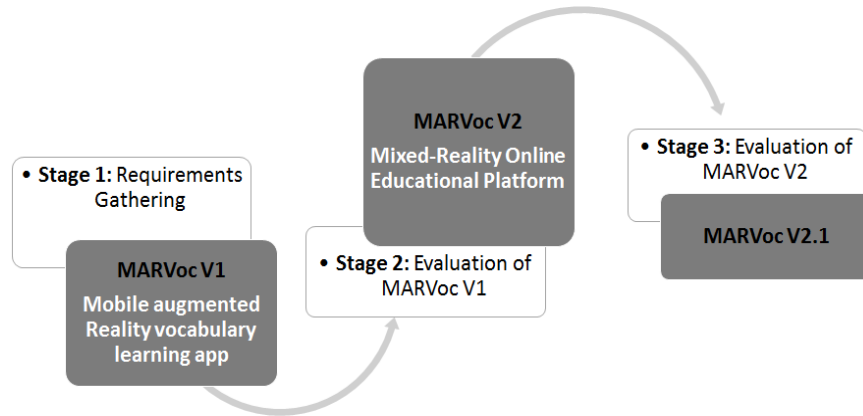 • Stage 1: Requirements
Gathering
MARVoc V1
Mobile augmented
Reality vocabulary
learning app
MARVoc V2
Mixed-Reality Online
Educational Platform
• Stage 2: Evaluation of
MARVoc V1
• Stage 3: Evaluation of
MARVoc V2
MARVoc V2.1